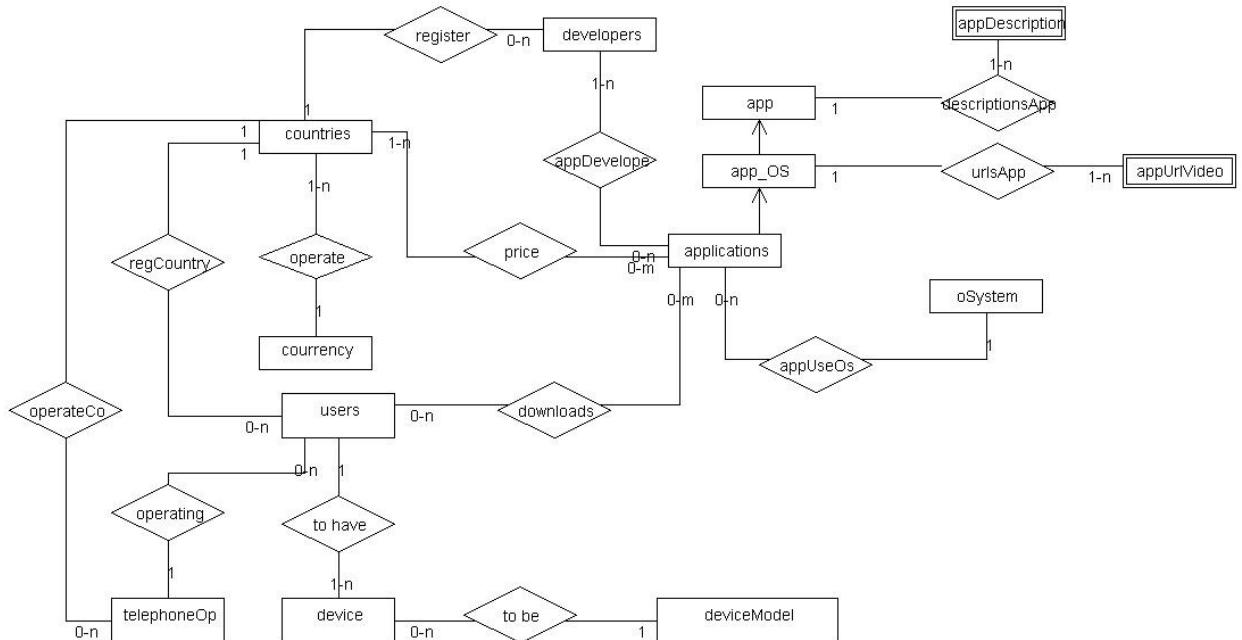 appDescription
register
0-n
developers
1-n
1-n
app
1
descriptionsApp
1
1
countries
1-n
1
1-n
appDevelope
app_OS
1
urlsApp
1-n
appUrlVideo
regCountry
operate
price
0-n
0-m
applications
0-m
0-n
oSystem
1
courrency
1
appUseOs
operateCo
users
0-n
0-n
downloads
0-n
1
operating
to have
1
1-n
telephoneOp
0-n
device
0-n
to be
1
deviceModel